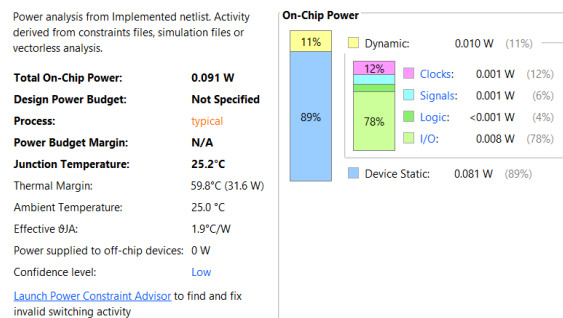 Power analysis from Implemented netlist. Activity
derived from constraints files, simulation files or
vectorless analysis.
Total On-Chip Power: 0.091 W
Design Power Budget: Not Specified
Process: typical
Power Budget Margin: N/A
Junction Temperature: 25.2°C
Thermal Margin: 59.8°C (31.6 W)
Ambient Temperature: 25.0 °C
Effective ϑJA: 1.9°C/W
Power supplied to off-chip devices: 0 W
Confidence level: Low
Launch Power Constraint Advisor to find and fix
invalid switching activity
On-Chip Power
11%
89%
Dynamic: 0.010 W (11%)
12%
78%
Clocks: 0.001 W (12%)
Signals: 0.001 W (6%)
Logic: <0.001 W (4%)
I/O: 0.008 W (78%)
Device Static: 0.081 W (89%)